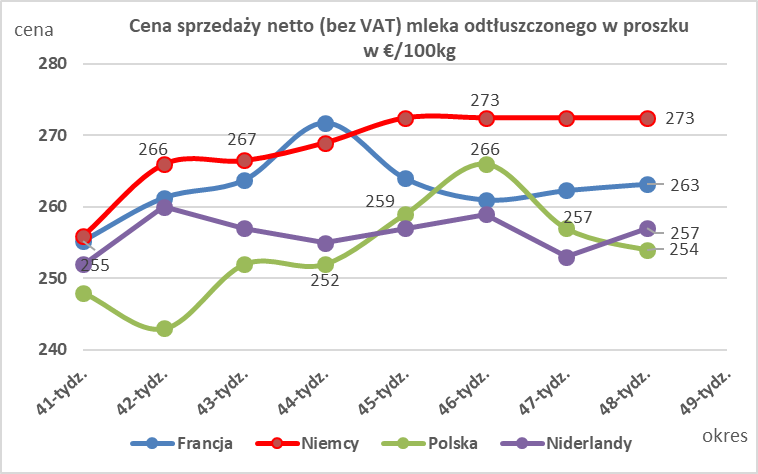 cena
Cena sprzedaży netto (bez VAT) mleka odtłuszczonego w proszku
w €/100kg
280
270
260
250
240
255
266
267
252
259
273
266
257
273
263
257
254
41-tydz.
42-tydz.
43-tydz.
44-tydz.
45-tydz.
46-tydz.
47-tydz.
48-tydz.
49-tydz.
okres
Francja Niemcy Polska Niderlandy